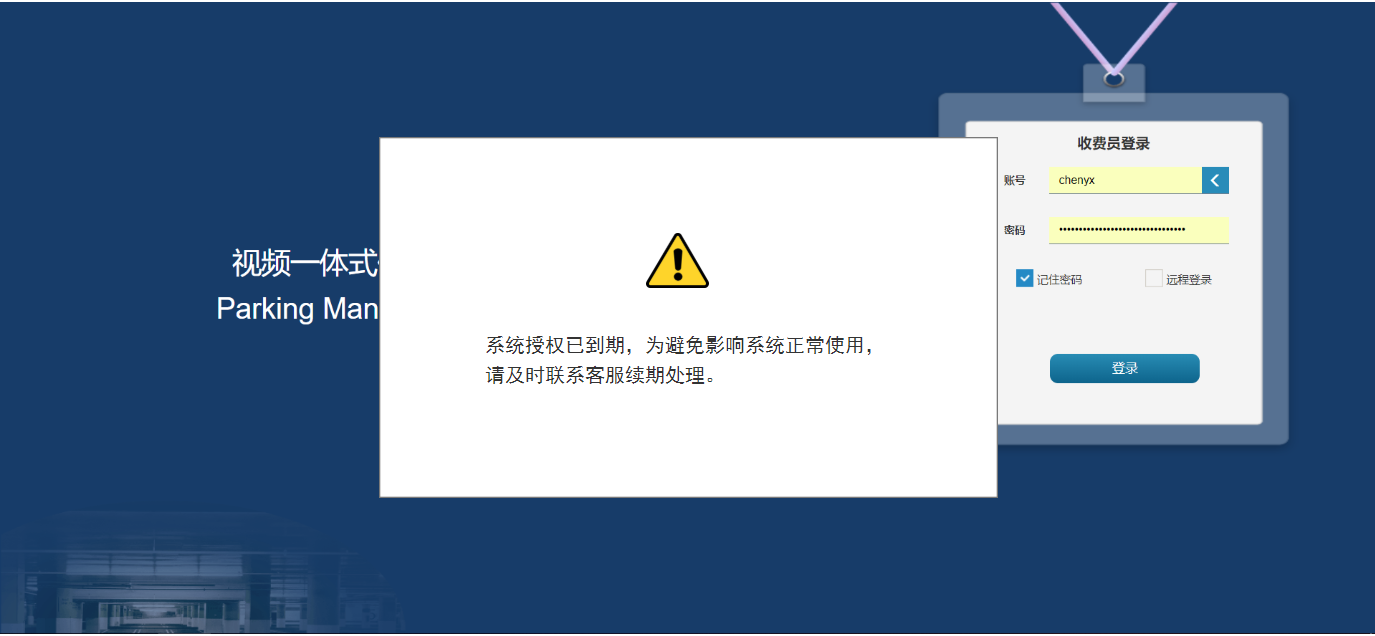 视频一体式
Parking Man
系统授权已到期，为避免影响系统正常使用，
请及时联系客服续期处理。
收费员登录
账号 chenyx
密码 ••••••••••••••••••••••••••••••••
记住密码 远程登录
登录